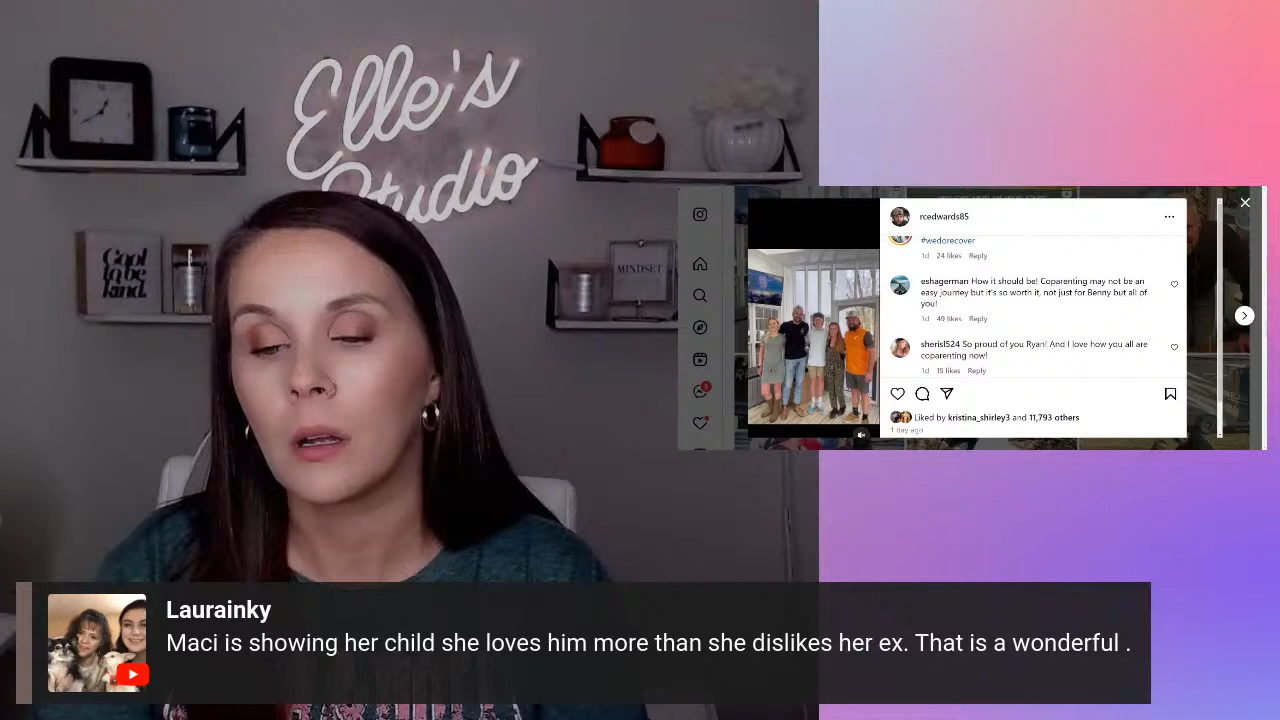 Elle's
Studio
Cool
to be
kind.
MINDSET
rcedwards85
#wedorecover
1d 24 likes Reply
eshagerman How it should be! Coparenting may not be an
easy journey but it's so worth it, not just for Benny but all of
you!
1d 49 likes Reply
sherisl524 So proud of you Ryan! And I love how you all are
coparenting now!
1d 15 likes Reply
Liked by kristina_shirley3 and 11,793 others
1 day ago
Laurainky
Maci is showing her child she loves him more than she dislikes her ex. That is a wonderful .